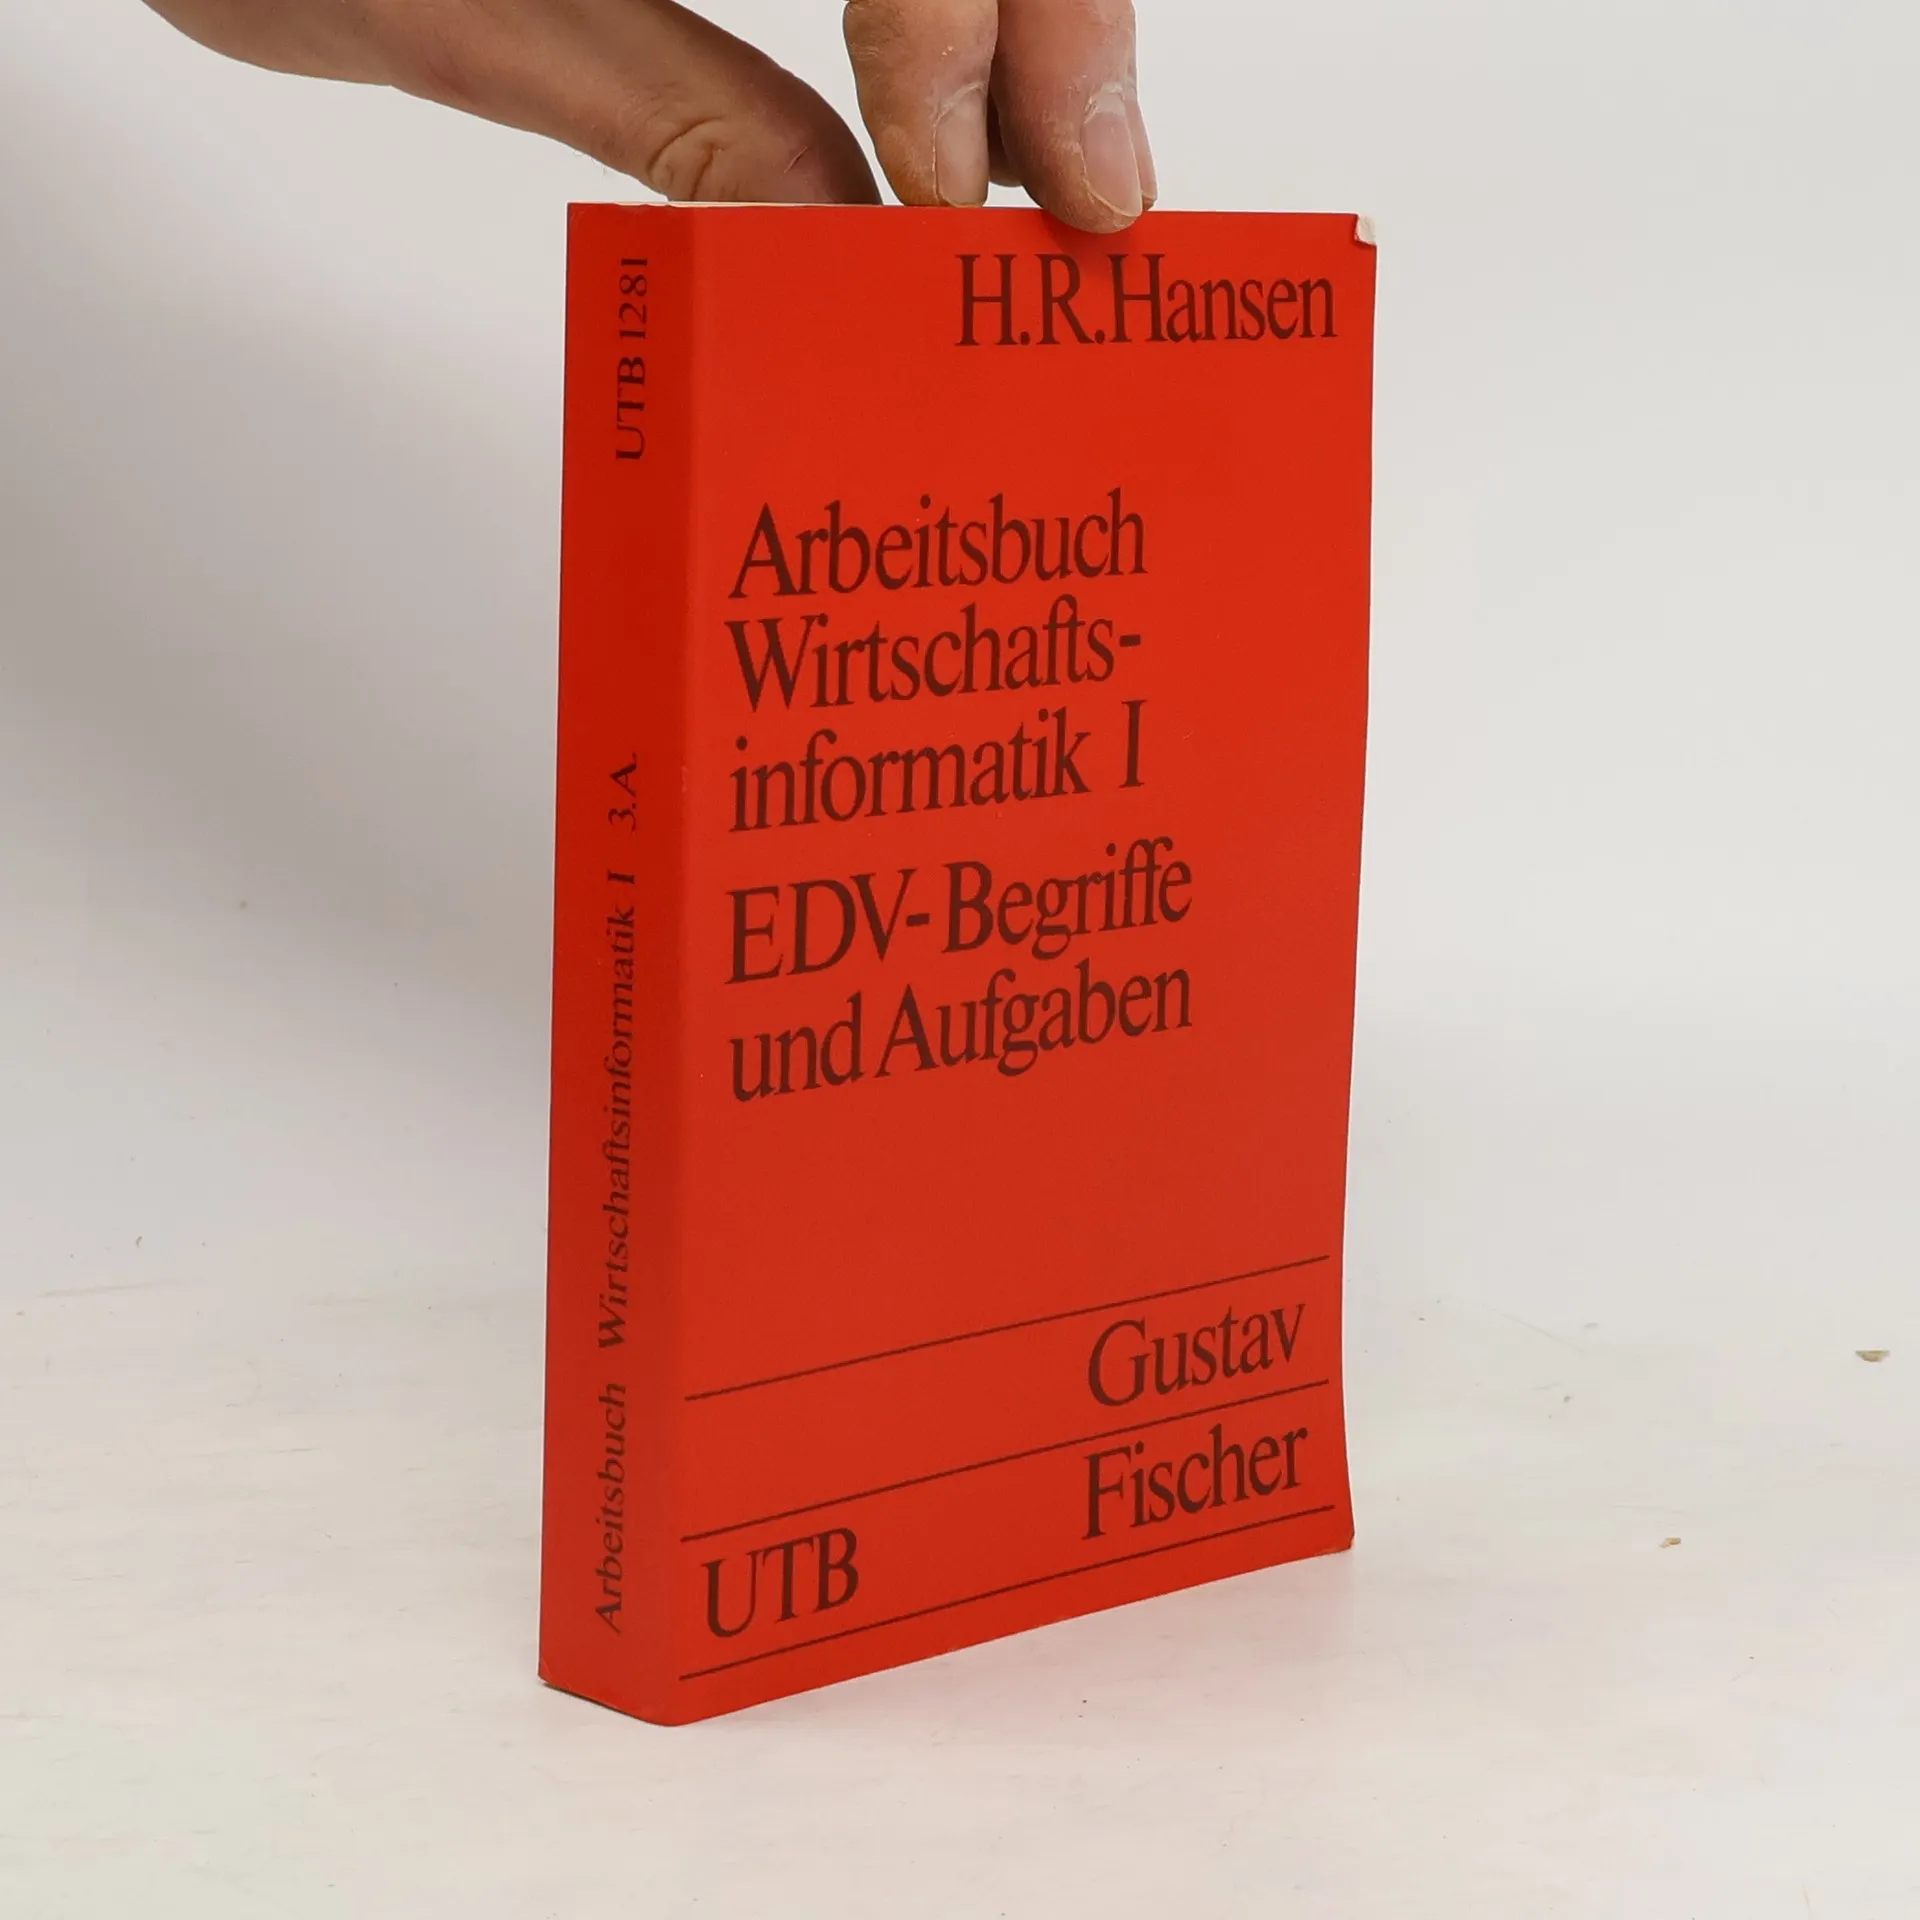 H.R.Hansen
Arbeitsbuch
Wirtschafts-
informatik I
EDV-Begriffe
und Aufgaben
Gustav
Fischer
UTB
Arbeitsbuch Wirtschaftsinformatik I 3.A. UTB 1281